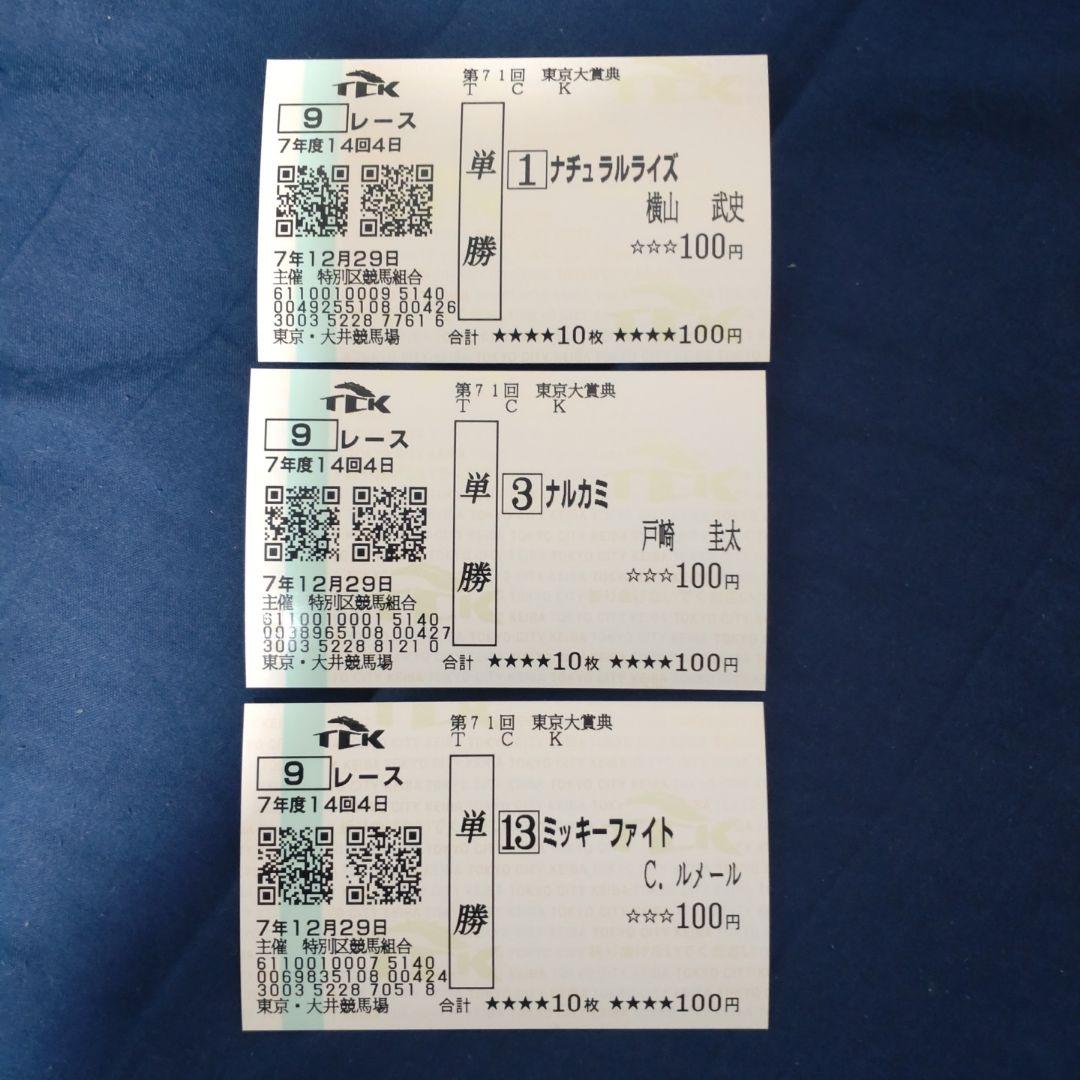 TCK
第71回 東京大賞典
T C K
9 レース
7年度14回4日
単勝
1 ナチュラルライズ
横山 武史
☆☆☆100円
7年12月29日
主催 特別区競馬組合
6110010009 5140
0049255108 00426
3003 5228 7761 6
東京・大井競馬場
合計 ★★★★10枚 ★★★★100円
TCK
第71回 東京大賞典
T C K
9 レース
7年度14回4日
単勝
3 ナルカミ
戸崎 圭太
☆☆☆100円
7年12月29日
主催 特別区競馬組合
6110010001 5140
0038965108 00427
3003 5228 8121 0
東京・大井競馬場
合計 ★★★★10枚 ★★★★100円
TCK
第71回 東京大賞典
T C K
9 レース
7年度14回4日
単勝
13 ミッキーファイト
C. ルメール
☆☆☆100円
7年12月29日
主催 特別区競馬組合
6110010007 5140
0069835108 00424
3003 5228 7051 8
東京・大井競馬場
合計 ★★★★10枚 ★★★★100円